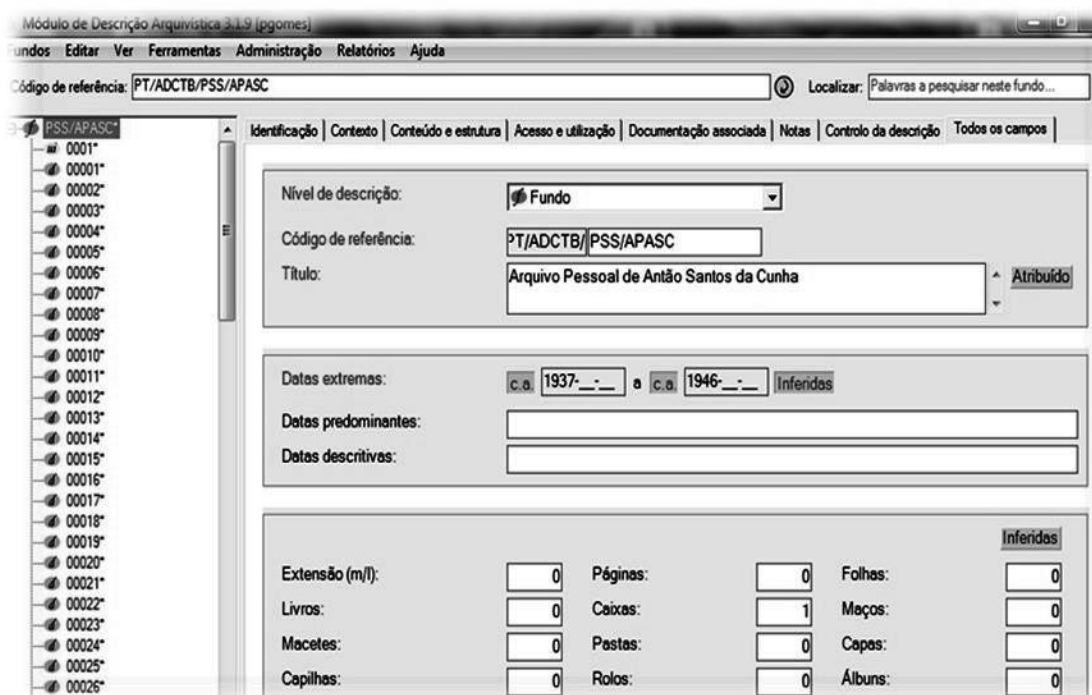 Módulo de Descrição Arquivística 3.1.9 [pgomes]
Fundos Editar Ver Ferramentas Administração Relatórios Ajuda
Código de referência: PT/ADCTB/PSS/APASC Localizar: Palavras a pesquisar neste fundo...
PSS/APASC*
0001*
00001*
00002*
00003*
00004*
00005*
00006*
00007*
00008*
00009*
00010*
00011*
00012*
00013*
00014*
00015*
00016*
00017*
00018*
00019*
00020*
00021*
00022*
00023*
00024*
00025*
00026*
Identificação | Contexto | Conteúdo e estrutura | Acesso e utilização | Documentação associada | Notas | Controlo da descrição | Todos os campos
Nível de descrição: Fundo
Código de referência: PT/ADCTB/ PSS/APASC
Título: Arquivo Pessoal de Antão Santos da Cunha Atribuído
Datas extremas: c.a. 1937-__-__ a c.a. 1946-__-__ Inferidas
Datas predominantes:
Datas descritivas:
Inferidas
Extensão (m/l): 0 Páginas: 0 Folhas: 0
Livros: 0 Caixas: 1 Maços: 0
Macetes: 0 Pastas: 0 Capas: 0
Capilhas: 0 Rolos: 0 Álbuns: 0